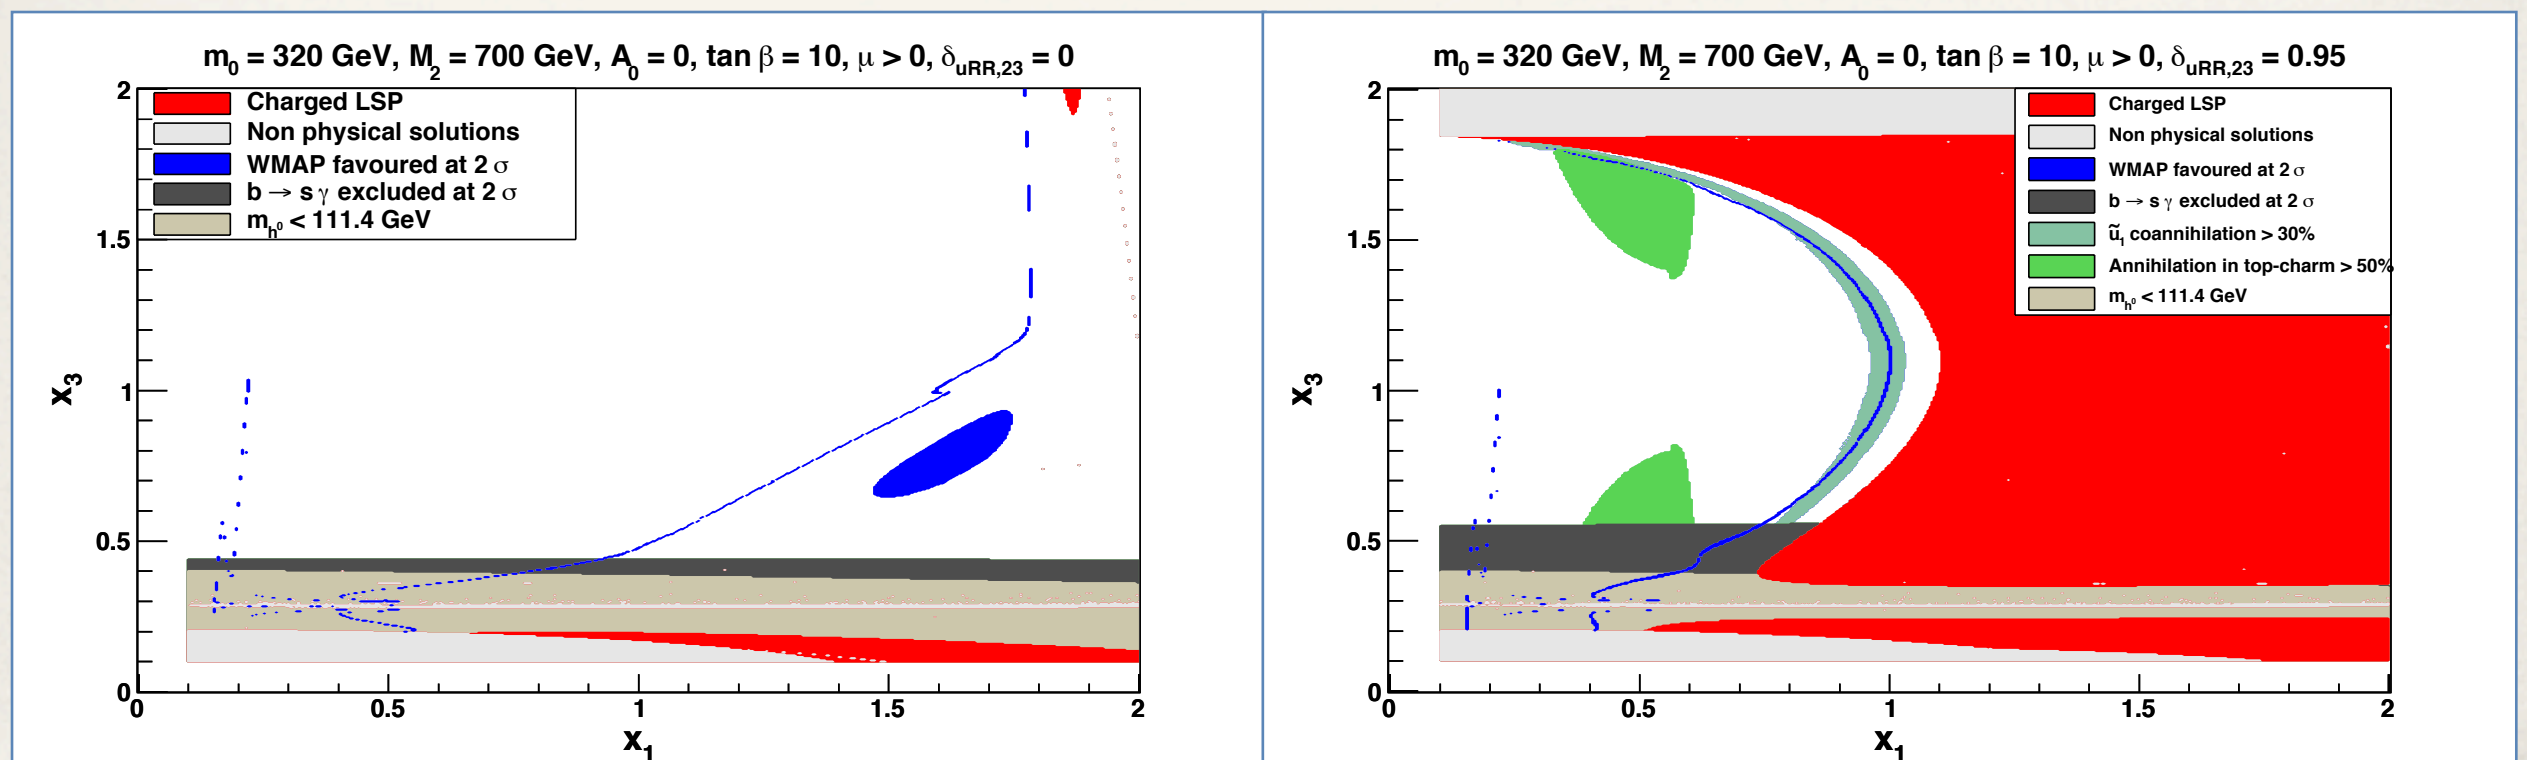 m0 = 320 GeV, M2 = 700 GeV, A0 = 0, tan β = 10, μ > 0, δuRR,23 = 0
2
1.5
1
0.5
0
x3
Charged LSP
Non physical solutions
WMAP favoured at 2 σ
b → s γ excluded at 2 σ
mh0 < 111.4 GeV
0
0.5
1
1.5
2
x1
m0 = 320 GeV, M2 = 700 GeV, A0 = 0, tan β = 10, μ > 0, δuRR,23 = 0.95
2
1.5
1
0.5
0
x3
Charged LSP
Non physical solutions
WMAP favoured at 2 σ
b → s γ excluded at 2 σ
ũ1 coannihilation > 30%
Annihilation in top-charm > 50%
mh0 < 111.4 GeV
0
0.5
1
1.5
2
x1